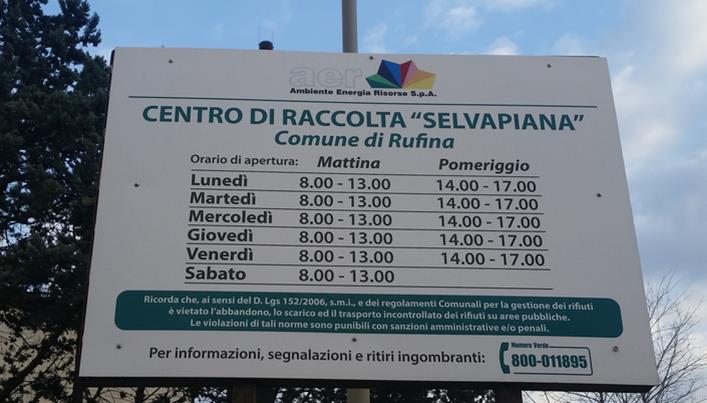 aer
Ambiente Energia Risorse S.p.A.
CENTRO DI RACCOLTA "SELVAPIANA"
Comune di Rufina
Orario di apertura: Mattina Pomeriggio
Lunedì 8.00 - 13.00 14.00 - 17.00
Martedì 8.00 - 13.00 14.00 - 17.00
Mercoledì 8.00 - 13.00 14.00 - 17.00
Giovedì 8.00 - 13.00 14.00 - 17.00
Venerdì 8.00 - 13.00 14.00 - 17.00
Sabato 8.00 - 13.00
Ricorda che, ai sensi del D. Lgs 152/2006, s.m.i., e dei regolamenti Comunali per la gestione dei rifiuti
è vietato l'abbandono, lo scarico ed il trasporto incontrollato dei rifiuti su aree pubbliche.
Le violazioni di tali norme sono punibili con sanzioni amministrative e/o penali.
Numero Verde
Per informazioni, segnalazioni e ritiri ingombranti: 800-011895